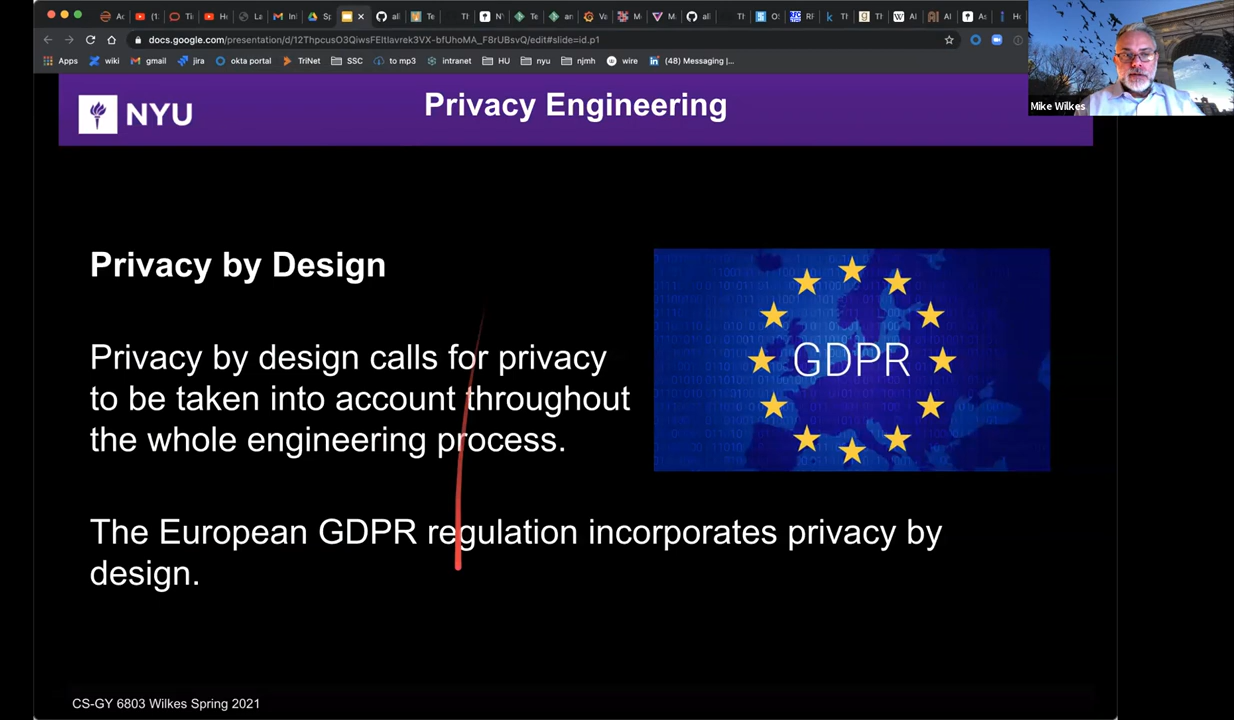 docs.google.com/presentation/d/12ThpcusO3QiwsFEItIavrek3VX-bfUhoMA_F8rUBsvQ/edit#slide=id.p1
Apps wiki gmail jira okta portal TriNet SSC to mp3 intranet HU nyu njmh wire (48) Messaging |...
Mike Wilkes
NYU
Privacy Engineering
Privacy by Design
Privacy by design calls for privacy
to be taken into account throughout
the whole engineering process.
GDPR
The European GDPR regulation incorporates privacy by
design.
CS-GY 6803 Wilkes Spring 2021